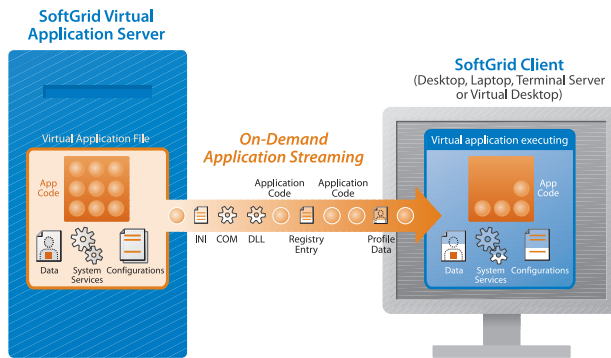 SoftGrid Virtual
Application Server
Virtual Application File
App
Code
Data
System
Services
Configurations
On-Demand
Application Streaming
Application
Code
Application
Code
INI
COM
DLL
Registry
Entry
Profile
Data
SoftGrid Client
(Desktop, Laptop, Terminal Server
or Virtual Desktop)
Virtual application executing
App
Code
Data
System
Services
Configurations